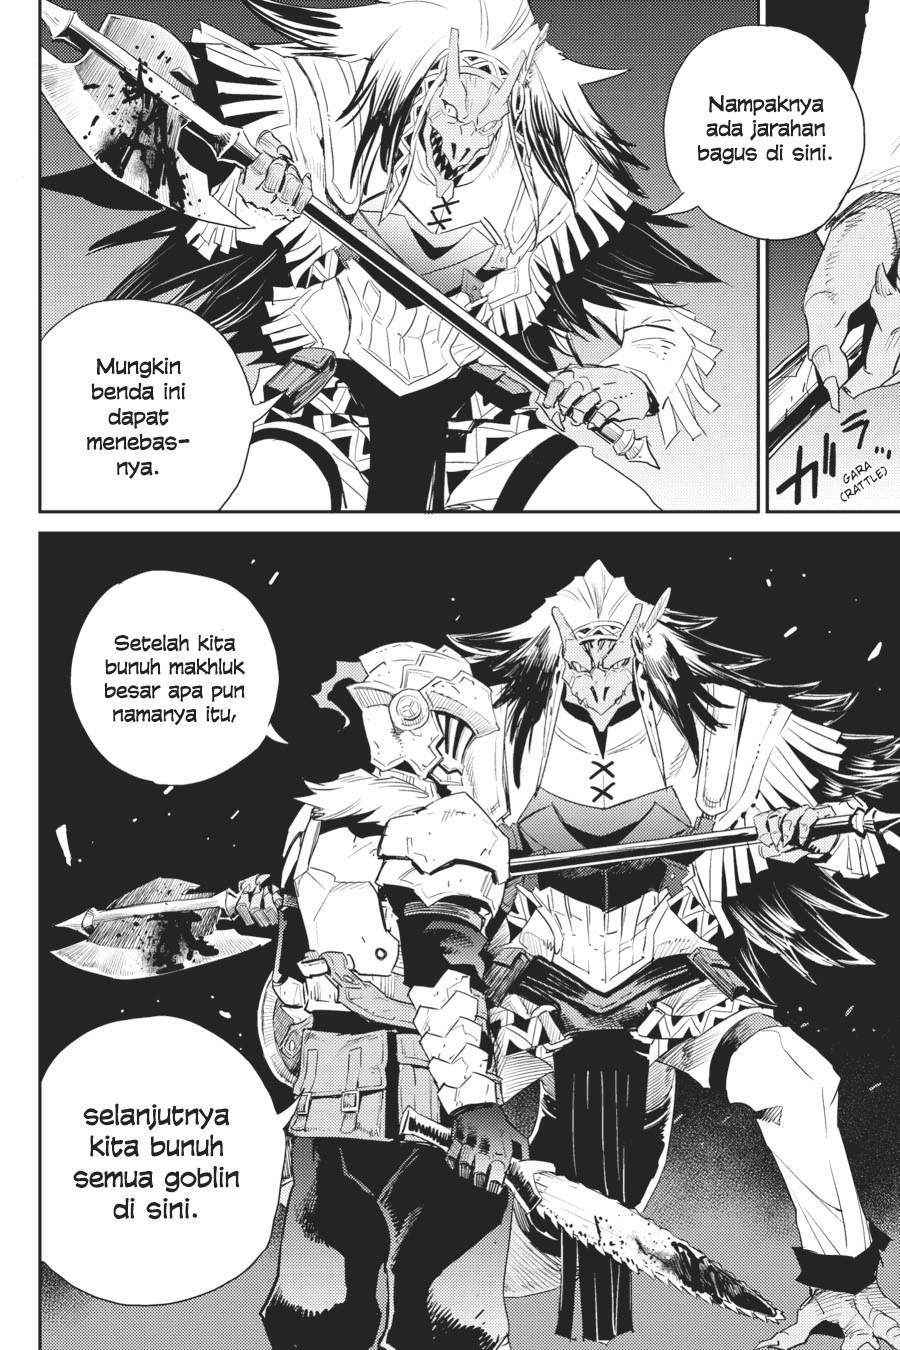 Nampaknya
ada jarahan
bagus di sini.
ガラ...
GARA
(RATTLE)
Mungkin
benda ini
dapat
menebas-
nya.
Setelah kita
bunuh makhluk
besar apa pun
namanya itu,
selanjutnya
kita bunuh
semua goblin
di sini.